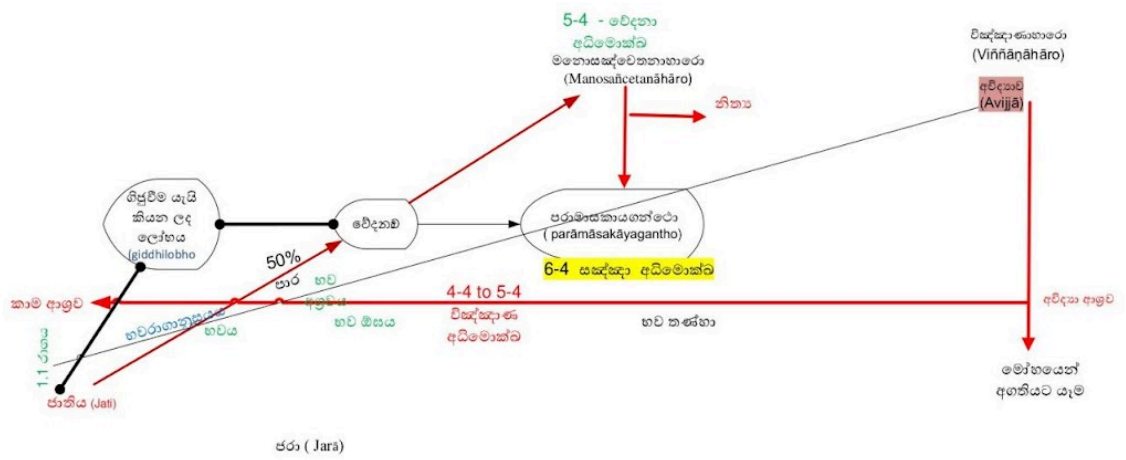 5-4 - වේදනා
අධිමොක්ඛ
මනොසඤ්චෙතනාහාරො
(Manosañcetanāhāro)
විඤ්ඤාණාහාරො
(Viññāṇāhāro)
අවිද්‍යාව
(Avijjā)
නිත්‍ය
ගිජුවීම යැයි
කියන ලද
ලෝභය
(giddhilobho
වේදනාව
පරාමාසකායගන්ථො
( parāmāsakāyagantho)
6-4 සඤ්ඤා අධිමොක්ඛ
50%
පාර
භව
අශ්‍රවය
කාම ආශ්‍රව
4-4 to 5-4
විඤ්ඤාණ
අධිමොක්ඛ
අවිද්‍යා ආශ්‍රව
භවරාගානුසය
භවය
භව ඕඝය
භව තණ්හා
1.1 රාගය
ජාතිය (Jati)
මෝහයෙන්
අගතියට යෑම
ජරා ( Jarā)